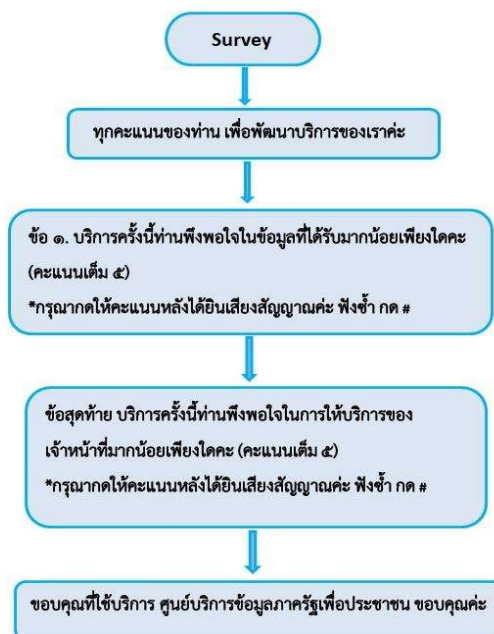 Survey
ทุกคะแนนของท่าน เพื่อพัฒนาบริการของเราค่ะ
ข้อ ๑. บริการครั้งนี้ท่านพึงพอใจในข้อมูลที่ได้รับมากน้อยเพียงใดคะ
(คะแนนเต็ม ๕)
*กรุณากดให้คะแนนหลังได้ยินเสียงสัญญาณค่ะ ฟังซ้ำ กด #
ข้อสุดท้าย บริการครั้งนี้ท่านพึงพอใจในการให้บริการของ
เจ้าหน้าที่มากน้อยเพียงใดคะ (คะแนนเต็ม ๕)
*กรุณากดให้คะแนนหลังได้ยินเสียงสัญญาณค่ะ ฟังซ้ำ กด #
ขอบคุณที่ใช้บริการ ศูนย์บริการข้อมูลภาครัฐเพื่อประชาชน ขอบคุณค่ะ